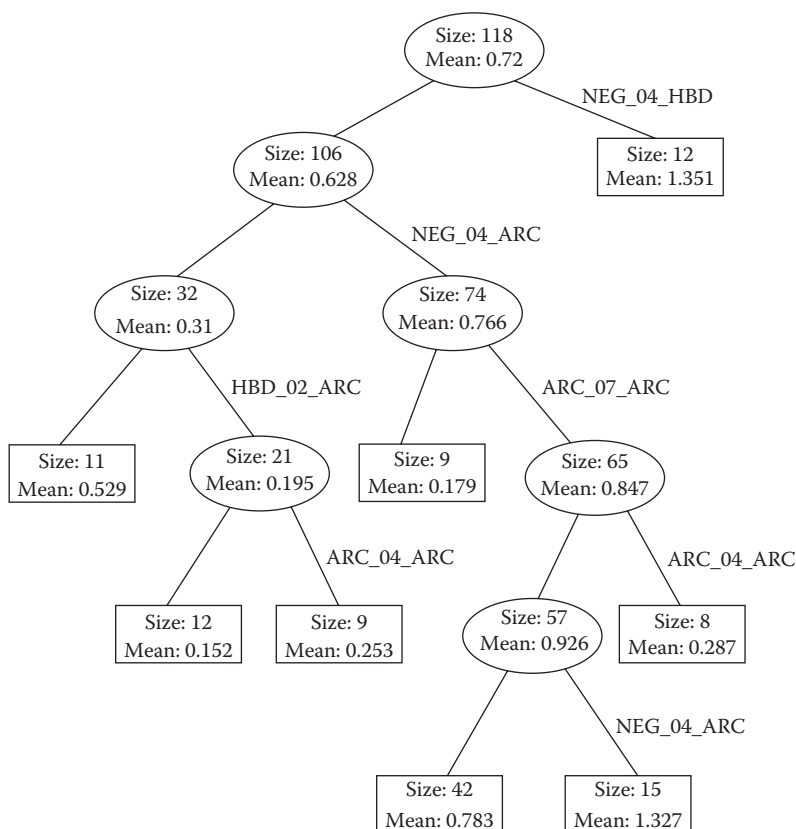 Size: 118
Mean: 0.72
NEG_04_HBD
Size: 106
Mean: 0.628
Size: 12
Mean: 1.351
NEG_04_ARC
Size: 32
Mean: 0.31
Size: 74
Mean: 0.766
HBD_02_ARC
ARC_07_ARC
Size: 11
Mean: 0.529
Size: 21
Mean: 0.195
Size: 9
Mean: 0.179
Size: 65
Mean: 0.847
ARC_04_ARC
ARC_04_ARC
Size: 12
Mean: 0.152
Size: 9
Mean: 0.253
Size: 57
Mean: 0.926
Size: 8
Mean: 0.287
NEG_04_ARC
Size: 42
Mean: 0.783
Size: 15
Mean: 1.327